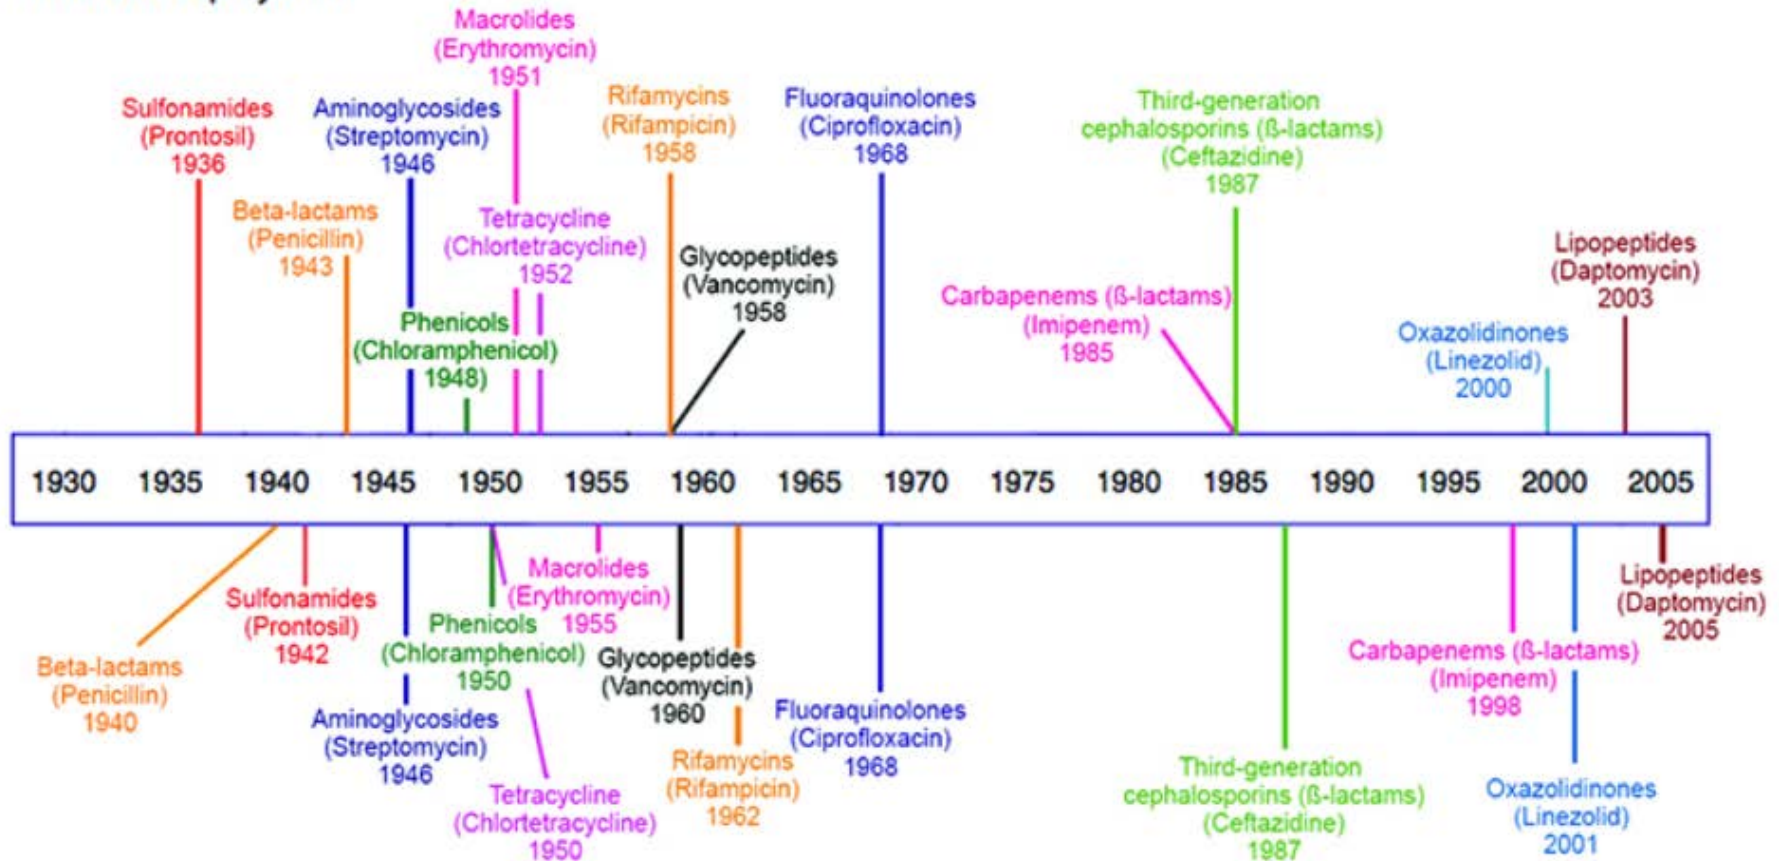 Macrolides
(Erythromycin)
1951
Sulfonamides
(Prontosil)
1936
Aminoglycosides
(Streptomycin)
1946
Rifamycins
(Rifampicin)
1958
Fluoraquinolones
(Ciprofloxacin)
1968
Third-generation
cephalosporins (ß-lactams)
(Ceftazidine)
1987
Beta-lactams
(Penicillin)
1943
Tetracycline
(Chlortetracycline)
1952
Glycopeptides
(Vancomycin)
1958
Lipopeptides
(Daptomycin)
2003
Carbapenems (ß-lactams)
(Imipenem)
1985
Phenicols
(Chloramphenicol)
1948)
Oxazolidinones
(Linezolid)
2000
1930 1935 1940 1945 1950 1955 1960 1965 1970 1975 1980 1985 1990 1995 2000 2005
Beta-lactams
(Penicillin)
1940
Sulfonamides
(Prontosil)
1942
Aminoglycosides
(Streptomycin)
1946
Phenicols
(Chloramphenicol)
1950
Macrolides
(Erythromycin)
1955
Tetracycline
(Chlortetracycline)
1950
Glycopeptides
(Vancomycin)
1960
Rifamycins
(Rifampicin)
1962
Fluoraquinolones
(Ciprofloxacin)
1968
Third-generation
cephalosporins (ß-lactams)
(Ceftazidine)
1987
Carbapenems (ß-lactams)
(Imipenem)
1998
Oxazolidinones
(Linezolid)
2001
Lipopeptides
(Daptomycin)
2005